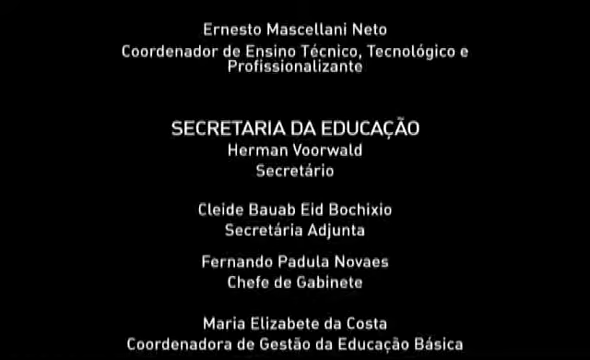 Ernesto Mascellani Neto
Coordenador de Ensino Técnico, Tecnológico e
Profissionalizante
SECRETARIA DA EDUCAÇÃO
Herman Voorwald
Secretário
Cleide Bauab Eid Bochixio
Secretária Adjunta
Fernando Padula Novaes
Chefe de Gabinete
Maria Elizabete da Costa
Coordenadora de Gestão da Educação Básica